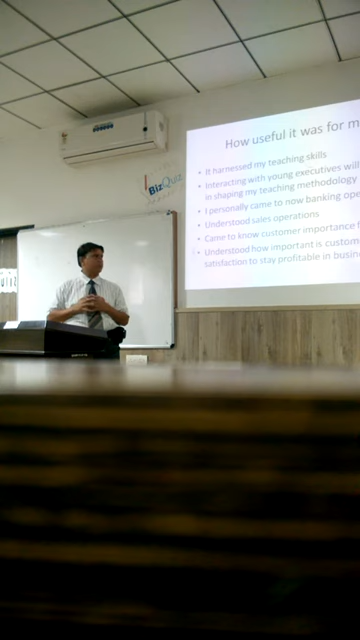 How useful it was for m
• It harnessed my teaching skills
• Interacting with young executives will
in shaping my teaching methodology
• I personally came to now banking ope
• Understood sales operations
• Came to know customer importance f
• Understood how important is custom
satisfaction to stay profitable in busin
BizQuiz